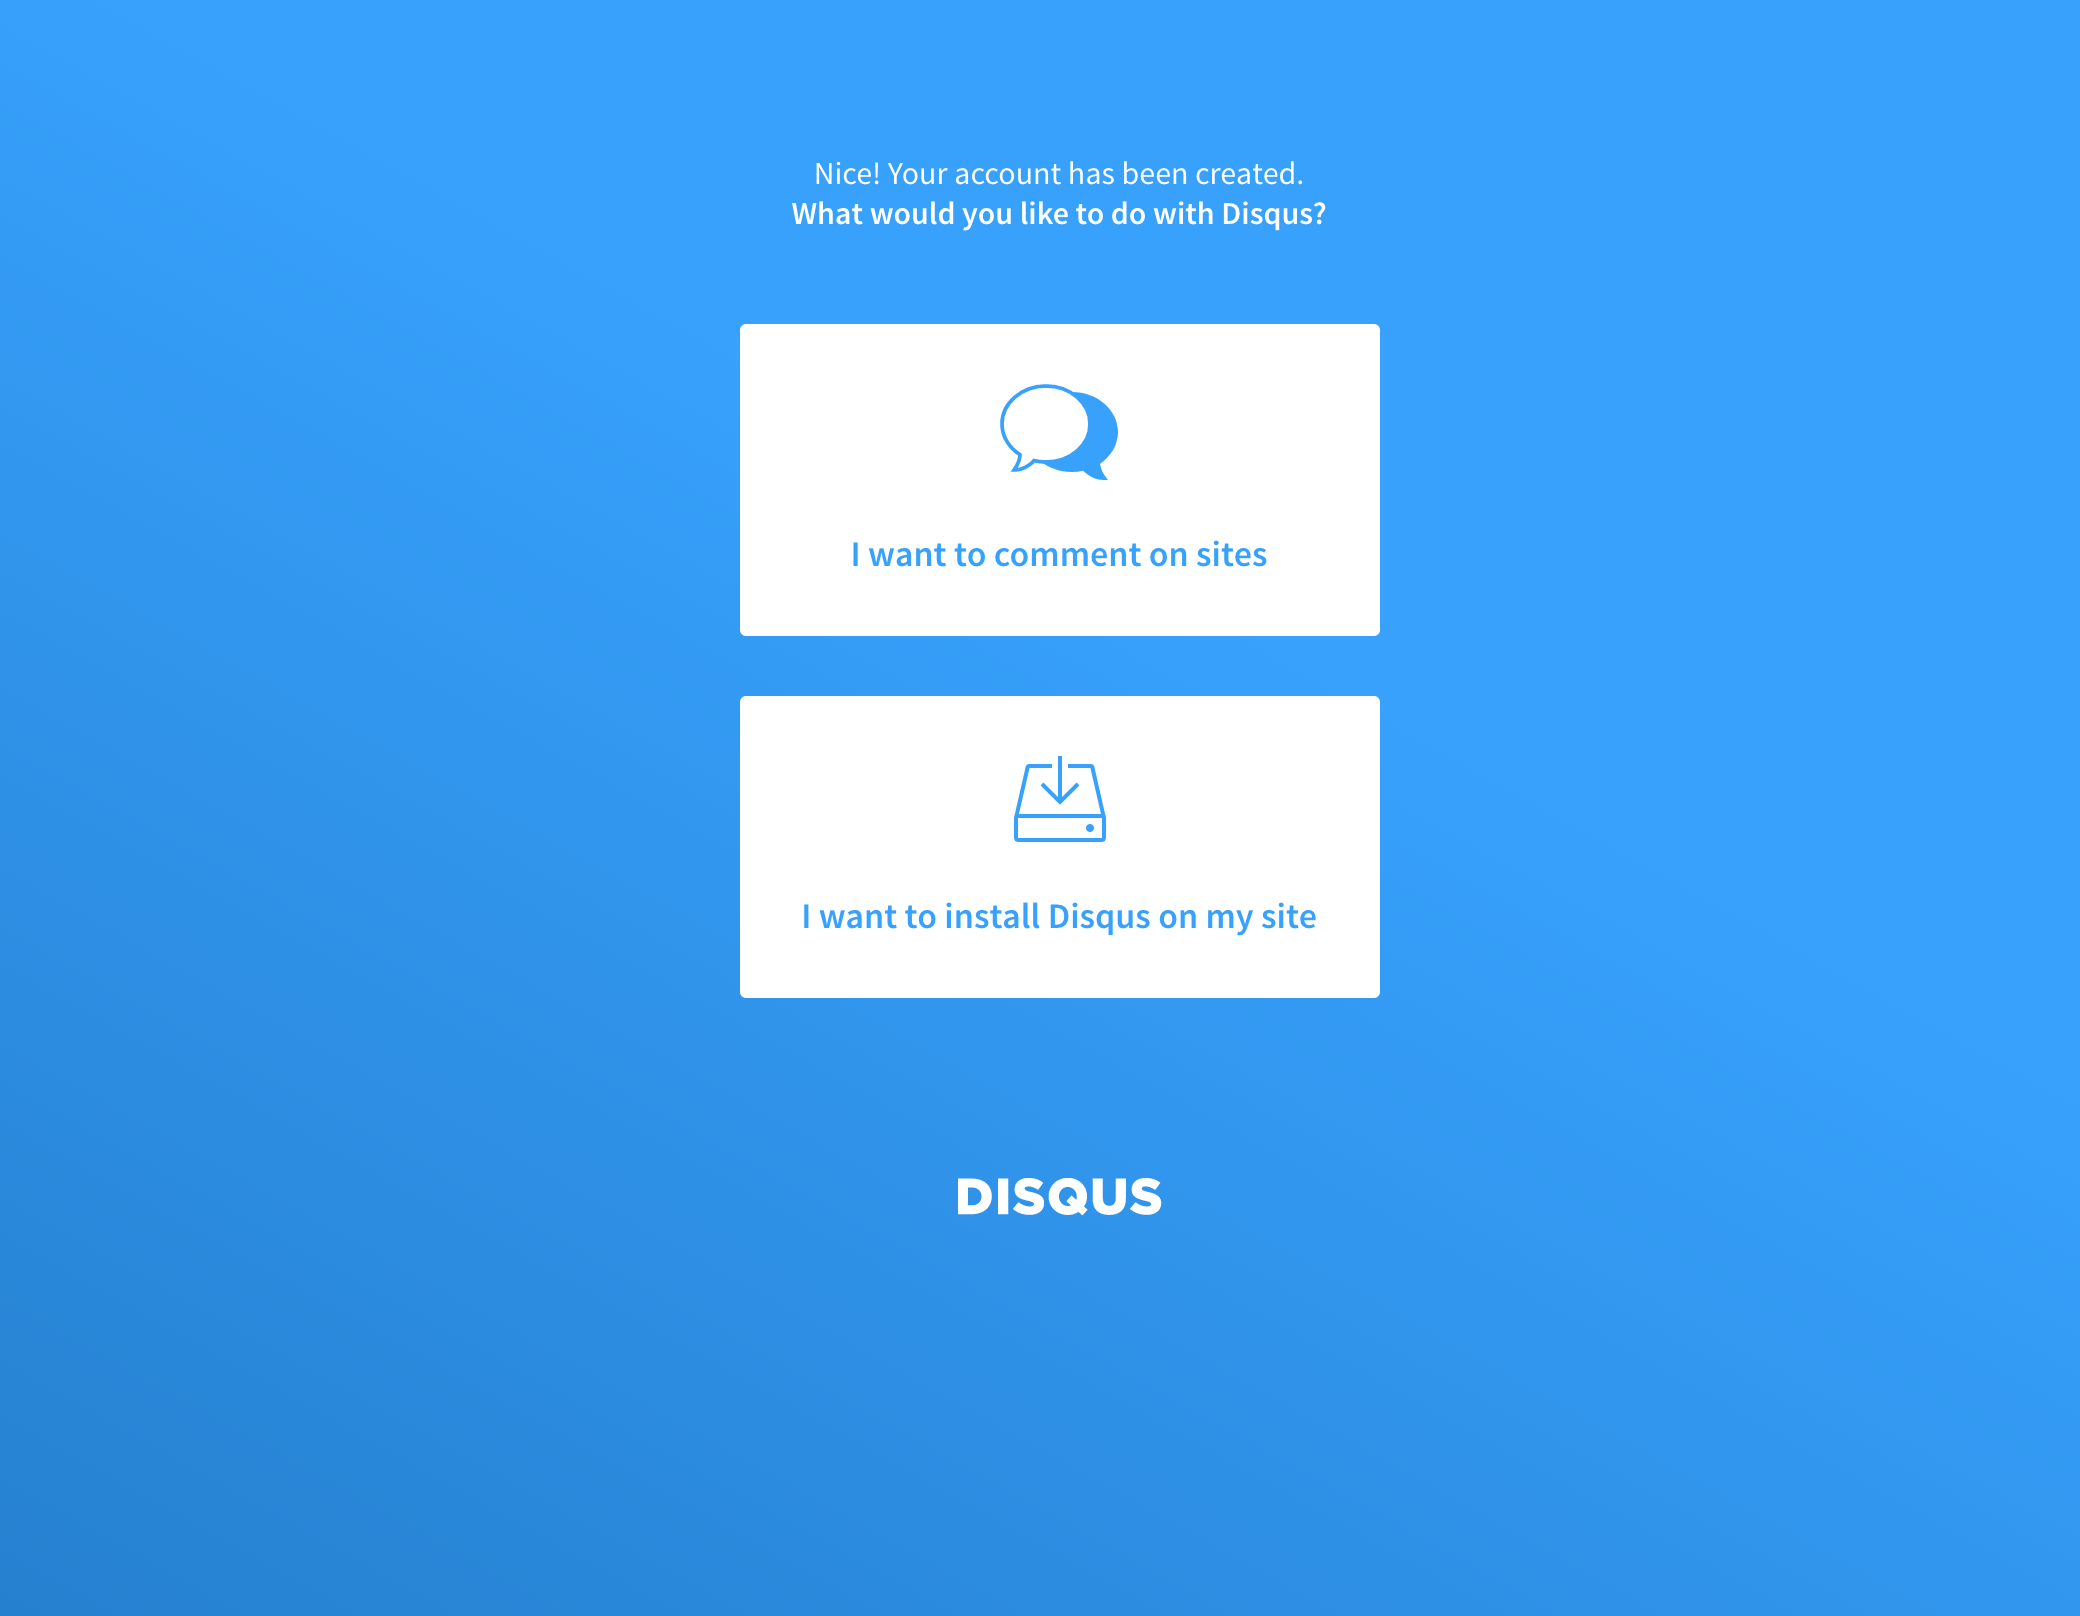 Nice! Your account has been created.
What would you like to do with Disqus?
I want to comment on sites
I want to install Disqus on my site
DISQUS